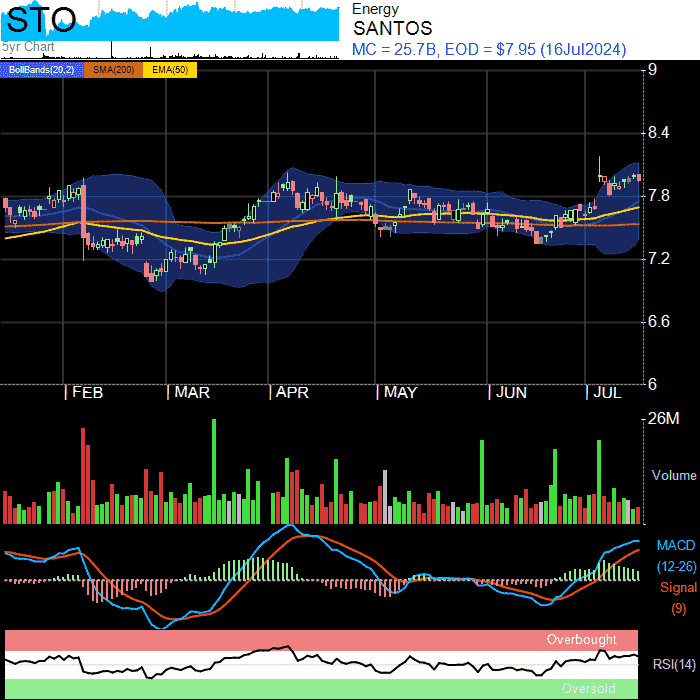 STO
5yr Chart
Energy
SANTOS
MC = 25.7B, EOD = $7.95 (16Jul2024)
BollBands(20,2) SMA(200) EMA(50)
9
8.4
7.8
7.2
6.6
6
| FEB | MAR | APR | MAY | JUN | JUL
26M
Volume
MACD
(12-26)
Signal
(9)
Overbought
RSI(14)
Oversold